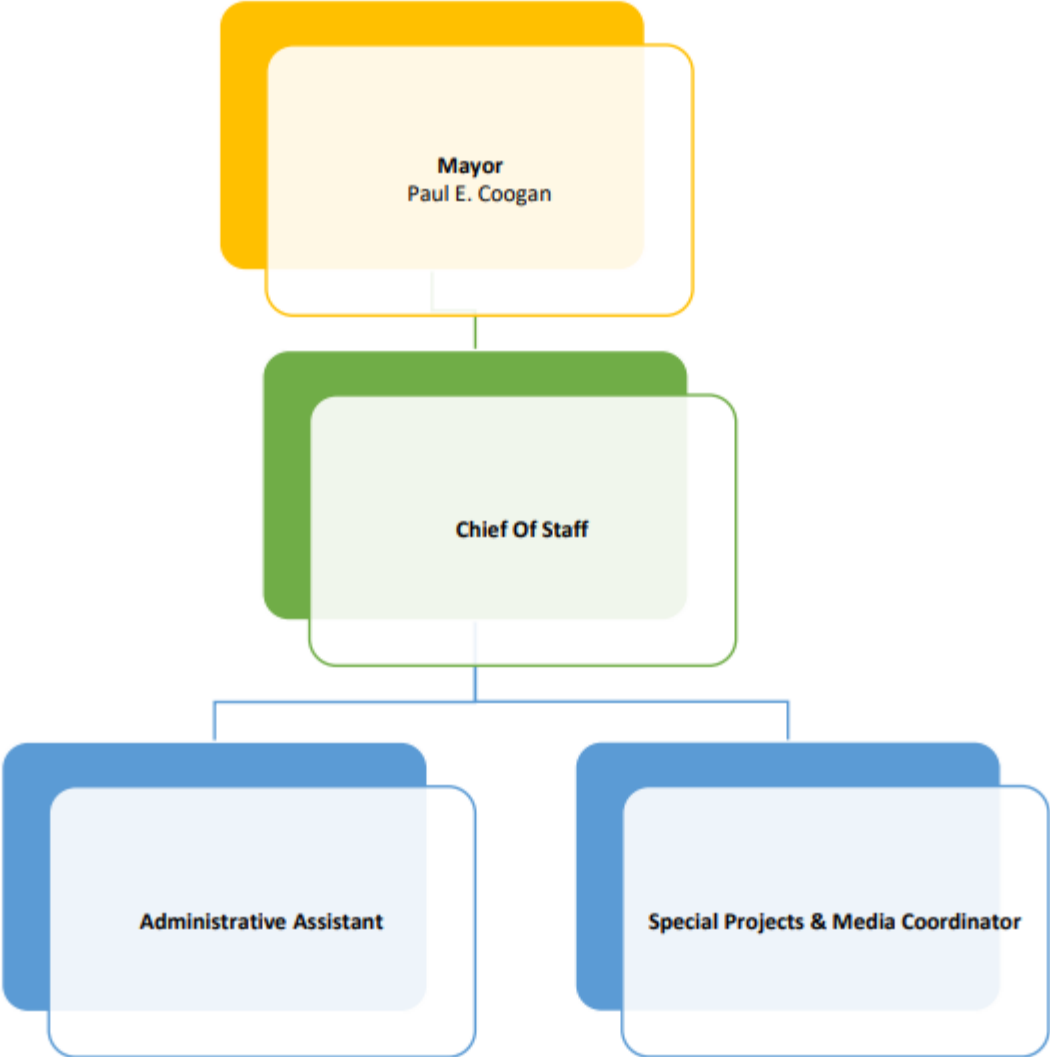 Mayor
Paul E. Coogan
Chief Of Staff
Administrative Assistant
Special Projects & Media Coordinator